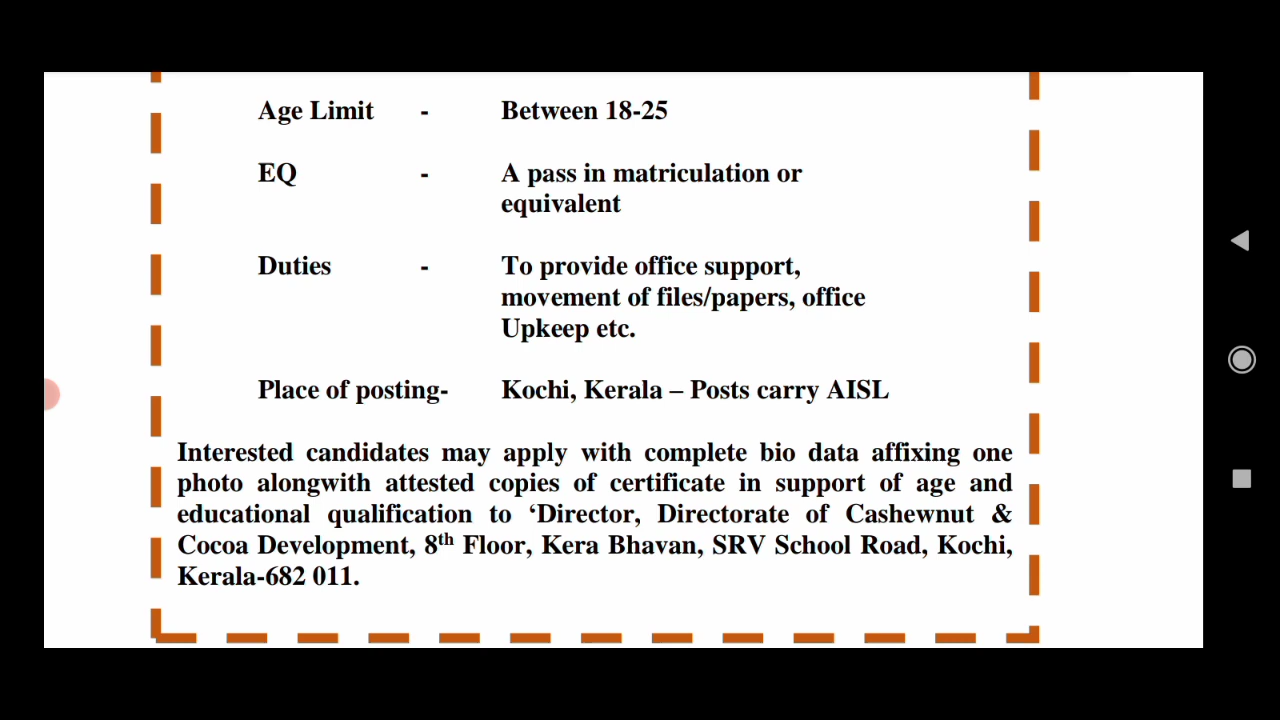 Age Limit - Between 18-25
EQ - A pass in matriculation or
equivalent
Duties - To provide office support,
movement of files/papers, office
Upkeep etc.
Place of posting- Kochi, Kerala – Posts carry AISL
Interested candidates may apply with complete bio data affixing one
photo alongwith attested copies of certificate in support of age and
educational qualification to ‘Director, Directorate of Cashewnut &
Cocoa Development, 8th Floor, Kera Bhavan, SRV School Road, Kochi,
Kerala-682 011.